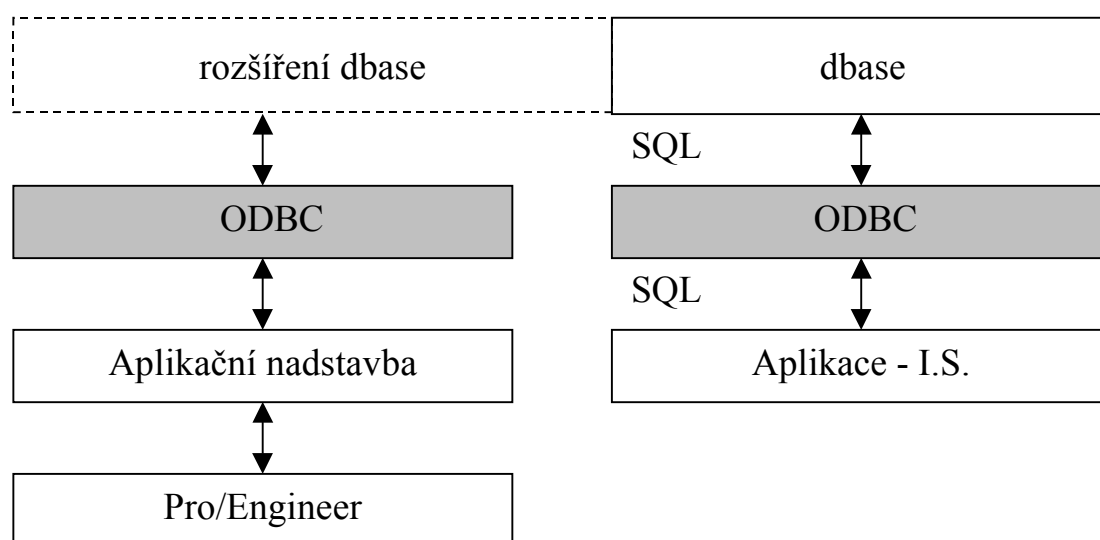 rozšíření dbase
dbase
SQL
ODBC
ODBC
SQL
Aplikační nadstavba
Aplikace - I.S.
Pro/Engineer